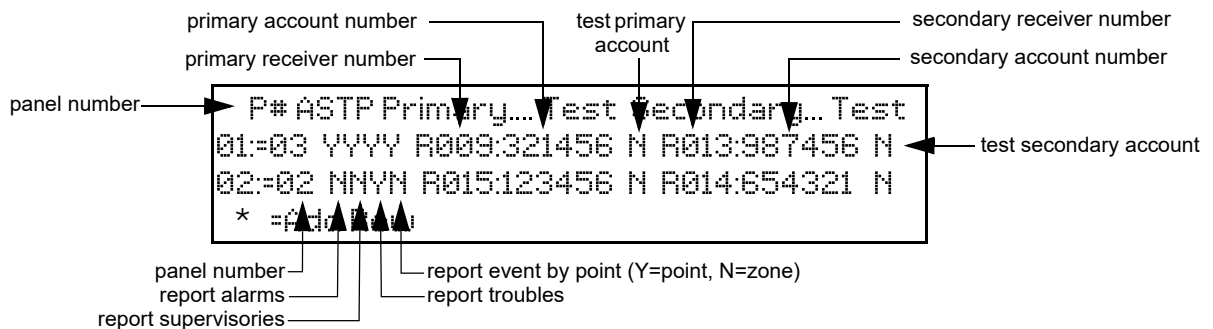 primary account number
test primary account
secondary receiver number
primary receiver number
secondary account number
panel number
P# ASTP Primary... Test Secondary... Test
01:=03 YYYY R009:321456 N R013:987456 N
test secondary account
02:=02 NNYN R015:123456 N R014:654321 N
* =Add Row
panel number
report event by point (Y=point, N=zone)
report alarms
report troubles
report supervisories